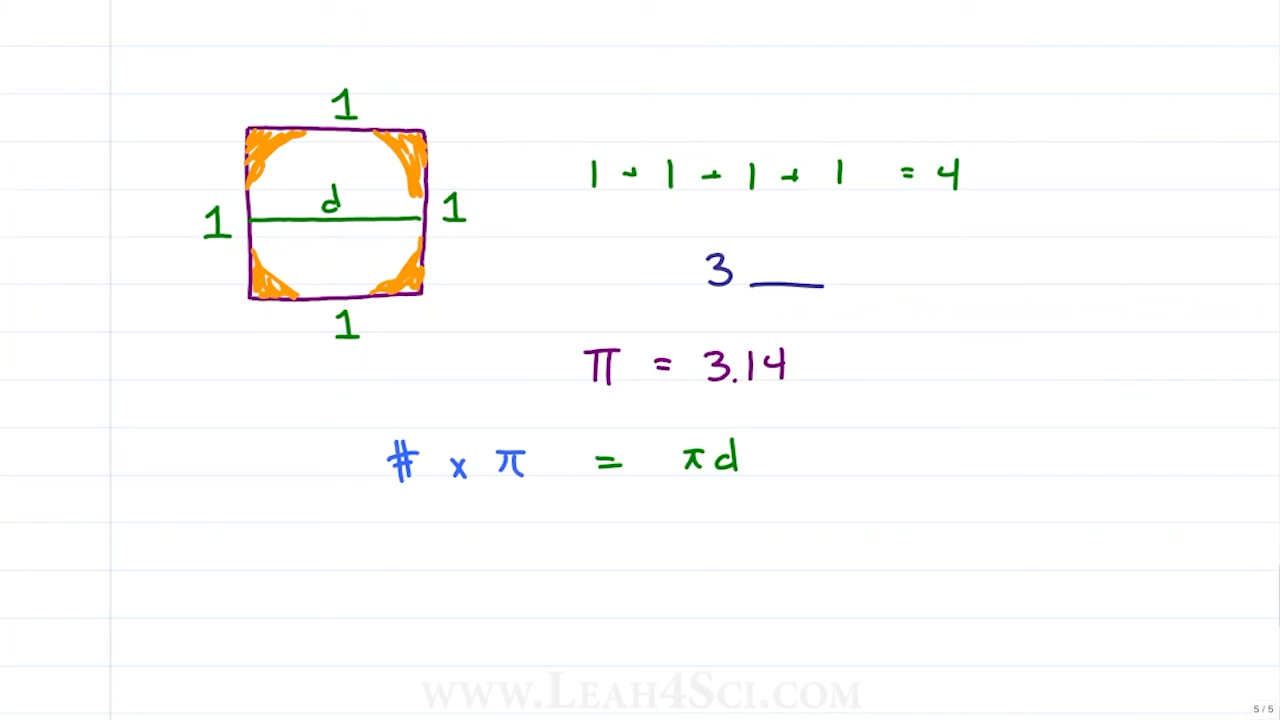 1
1 + 1 + 1 + 1 = 4
d
1 1
3 ___
1
π = 3.14
# x π = πd
www.Leah4Sci.com
5 / 5